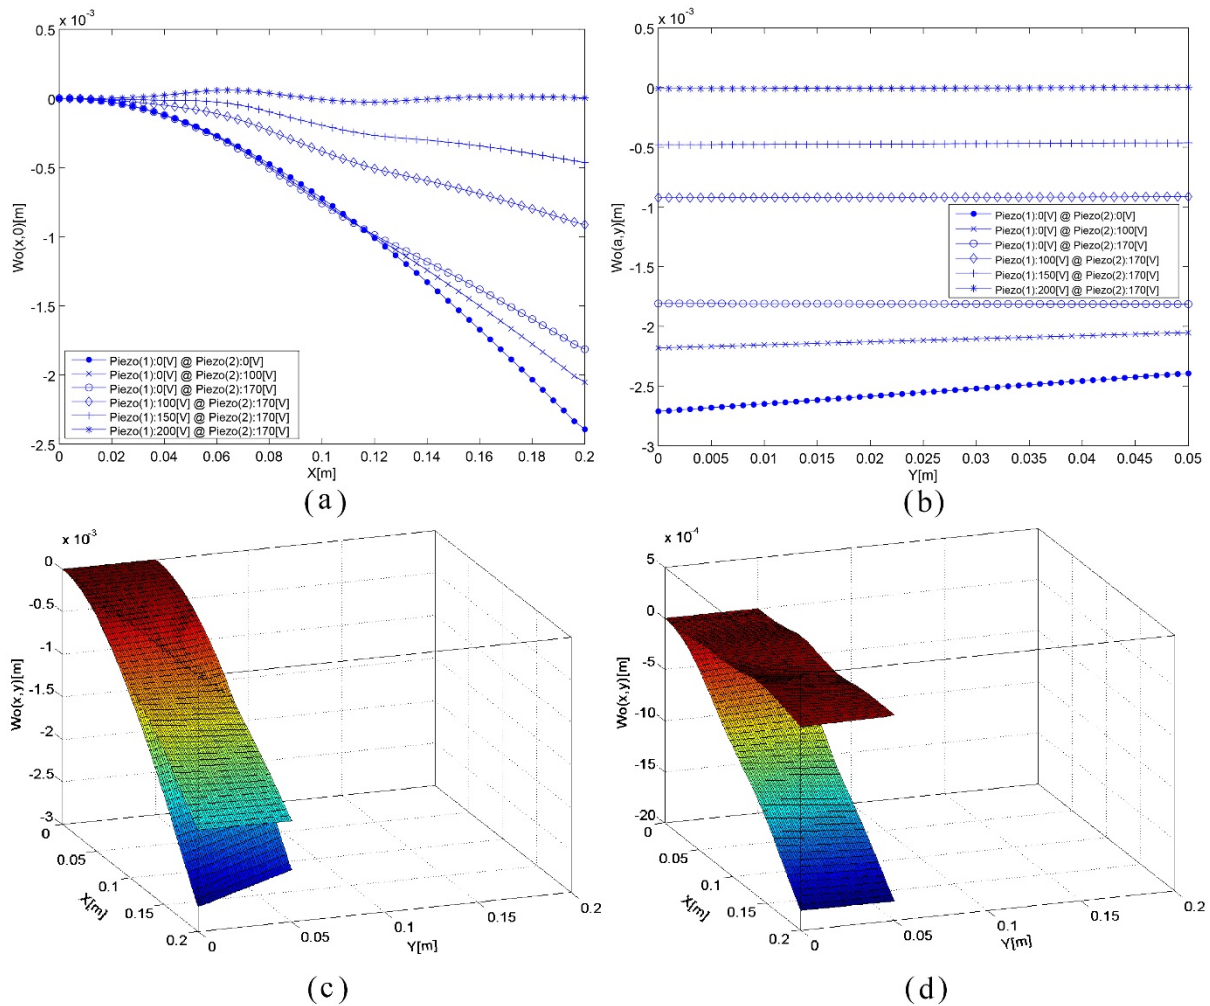 x 10^-3
0.5
0
-0.5
-1
-1.5
-2
-2.5
Wo(x,0)[m]
0 0.02 0.04 0.06 0.08 0.1 0.12 0.14 0.16 0.18 0.2
X[m]
Piezo(1):0[V] @ Piezo(2):0[V]
Piezo(1):0[V] @ Piezo(2):100[V]
Piezo(1):0[V] @ Piezo(2):170[V]
Piezo(1):100[V] @ Piezo(2):170[V]
Piezo(1):150[V] @ Piezo(2):170[V]
Piezo(1):200[V] @ Piezo(2):170[V]
(a)
x 10^-3
0.5
0
-0.5
-1
-1.5
-2
-2.5
-3
Wo(a,y)[m]
0 0.005 0.01 0.015 0.02 0.025 0.03 0.035 0.04 0.045 0.05
Y[m]
Piezo(1):0[V] @ Piezo(2):0[V]
Piezo(1):0[V] @ Piezo(2):100[V]
Piezo(1):0[V] @ Piezo(2):170[V]
Piezo(1):100[V] @ Piezo(2):170[V]
Piezo(1):150[V] @ Piezo(2):170[V]
Piezo(1):200[V] @ Piezo(2):170[V]
(b)
x 10^-3
0
-0.5
-1
-1.5
-2
-2.5
-3
Wo(x,y)[m]
0
0.05
0.1
0.15
0.2
X[m]
0
0.05
0.1
0.15
0.2
Y[m]
(c)
x 10^-4
5
0
-5
-10
-15
-20
Wo(x,y)[m]
0
0.05
0.1
0.15
0.2
X[m]
0
0.05
0.1
0.15
0.2
Y[m]
(d)